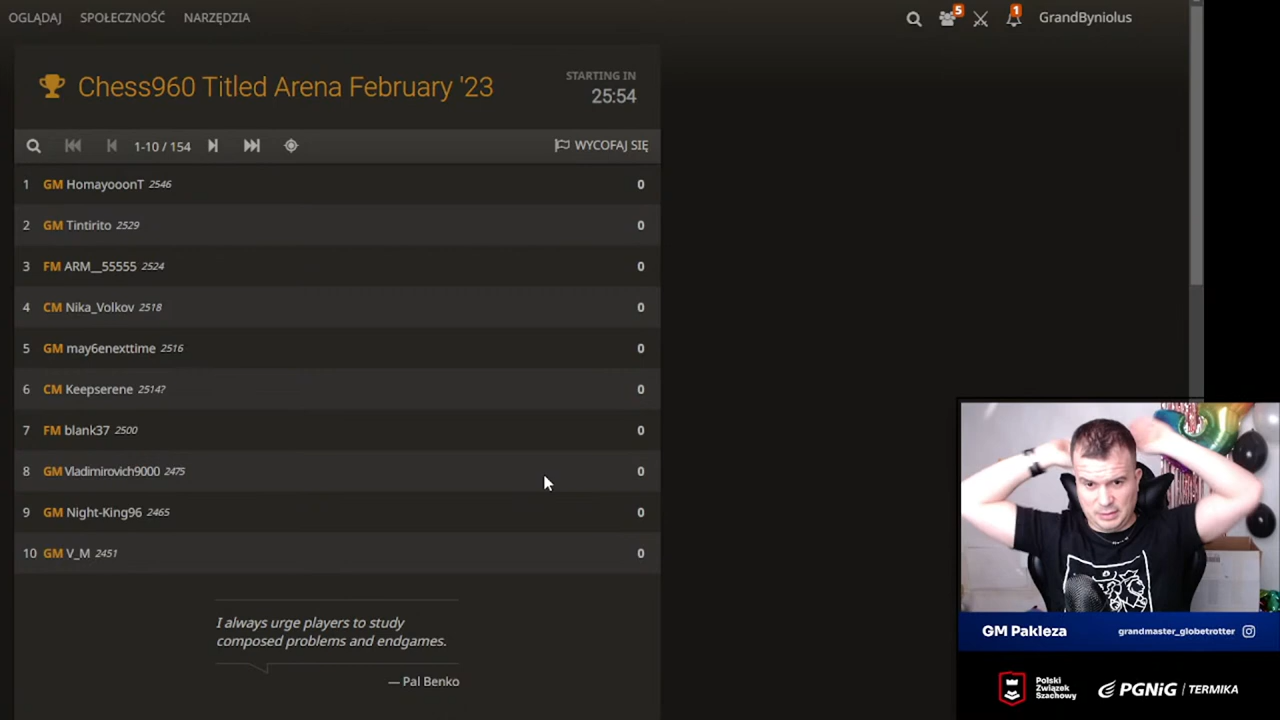 OGLĄDAJ SPOŁECZNOŚĆ NARZĘDZIA
5
1
GrandByniolus
Chess960 Titled Arena February '23
STARTING IN
25:54
1-10 / 154
WYCOFAJ SIĘ
1 GM HomayooonT 2546 0
2 GM Tintirito 2529 0
3 FM ARM__55555 2524 0
4 CM Nika_Volkov 2518 0
5 GM may6enexttime 2516 0
6 CM Keepserene 2514? 0
7 FM blank37 2500 0
8 GM Vladimirovich9000 2475 0
9 GM Night-King96 2465 0
10 GM V_M 2451 0
I always urge players to study
composed problems and endgames.
— Pal Benko
GM Pakleza
grandmaster_globetrotter
Polski
Związek
Szachowy
PGNiG | TERMIKA